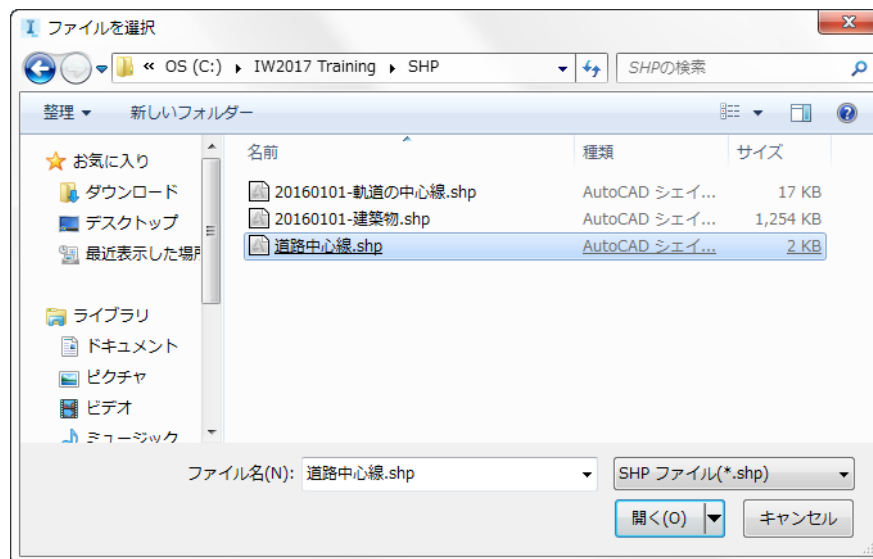 ファイルを選択
« OS (C:) ▸ IW2017 Training ▸ SHP
SHPの検索
整理 新しいフォルダー
お気に入り
ダウンロード
デスクトップ
最近表示した場所
ライブラリ
ドキュメント
ピクチャ
ビデオ
ミュージック
名前 種類 サイズ
20160101-軌道の中心線.shp AutoCAD シェイ... 17 KB
20160101-建築物.shp AutoCAD シェイ... 1,254 KB
道路中心線.shp AutoCAD シェイ... 2 KB
ファイル名(N): 道路中心線.shp SHP ファイル(*.shp)
開く(O) キャンセル